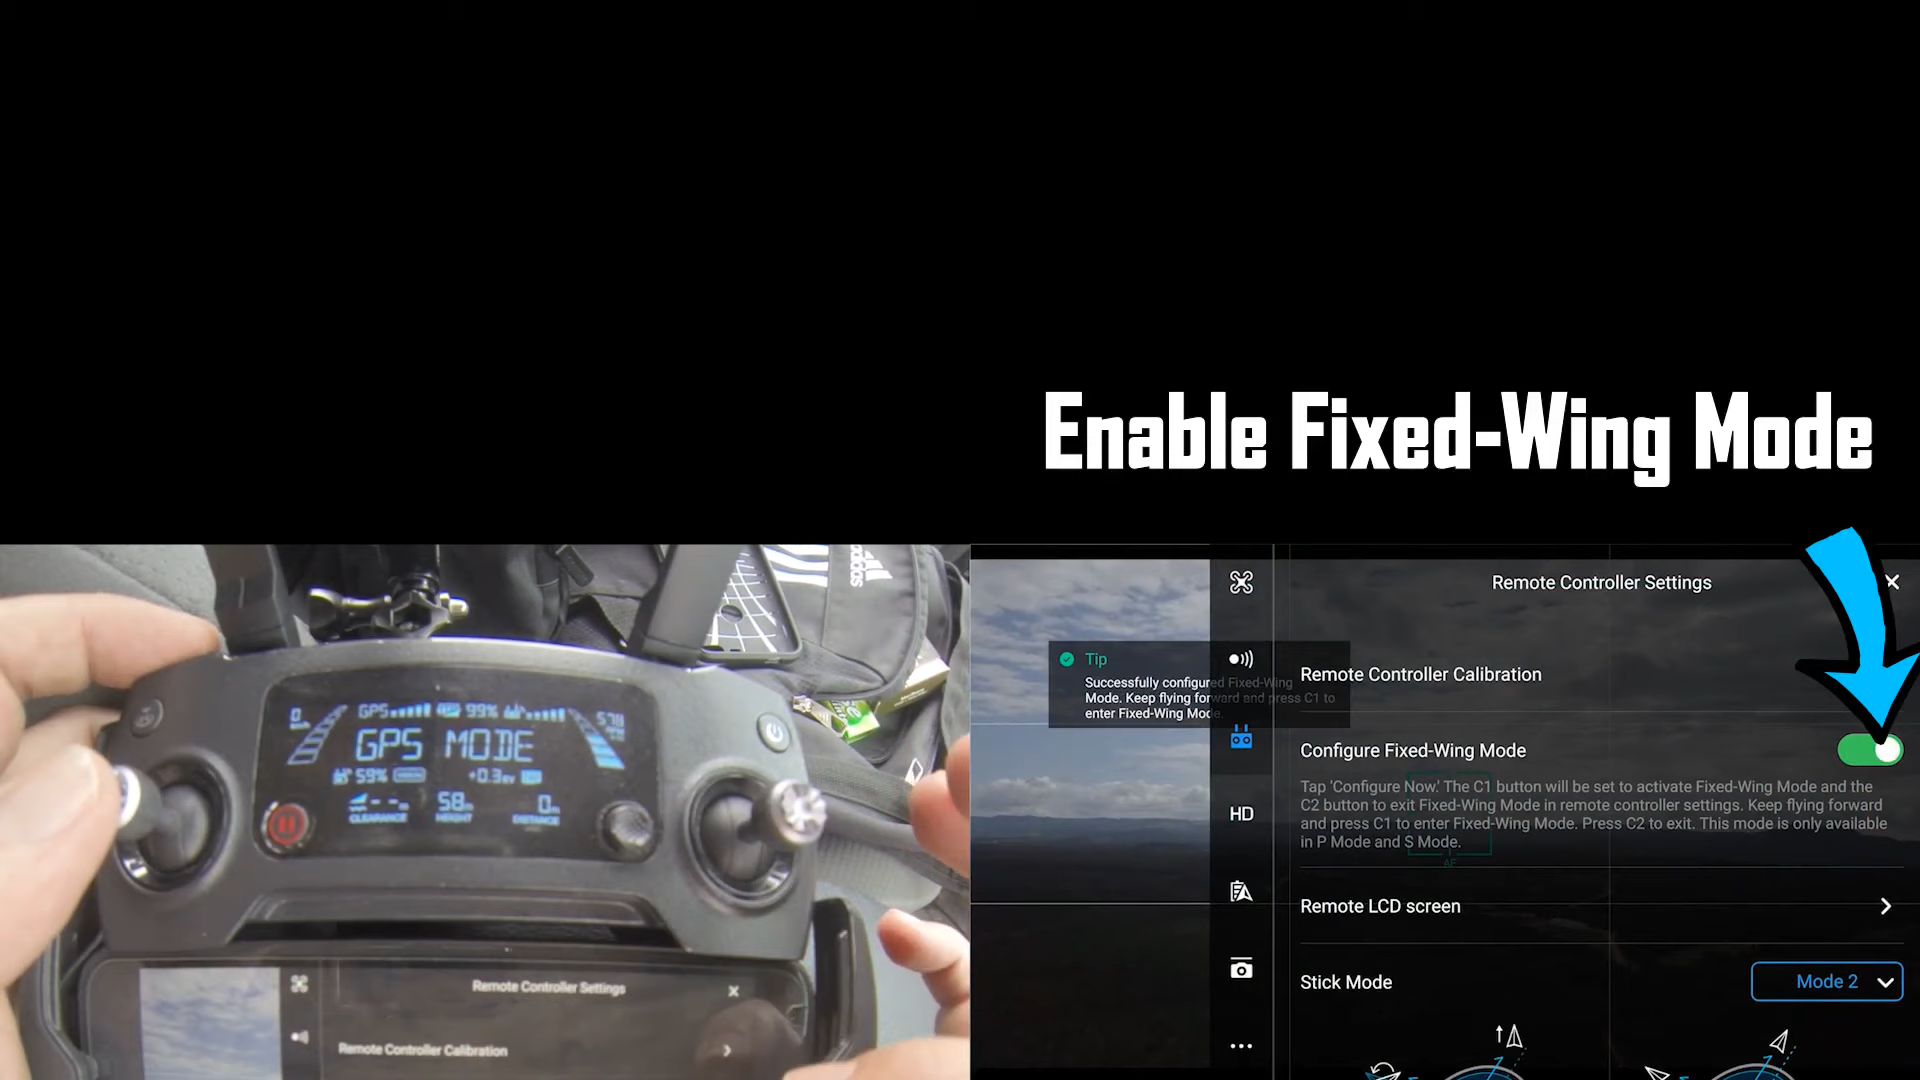 Enable Fixed-Wing Mode
Remote Controller Settings
Tip
Successfully configured Fixed-Wing
Mode. Keep flying forward and press C1 to
enter Fixed-Wing Mode.
Remote Controller Calibration
Configure Fixed-Wing Mode
Tap 'Configure Now.' The C1 button will be set to activate Fixed-Wing Mode and the
C2 button to exit Fixed-Wing Mode in remote controller settings. Keep flying forward
and press C1 to enter Fixed-Wing Mode. Press C2 to exit. This mode is only available
in P Mode and S Mode.
AF
HD
Remote LCD screen
Stick Mode
Mode 2
adidas
0
GPS 99%
GPS MODE
59% +0.3EV
--m 58m 0m
CLEARANCE HEIGHT DISTANCE
Remote Controller Settings
Remote Controller Calibration